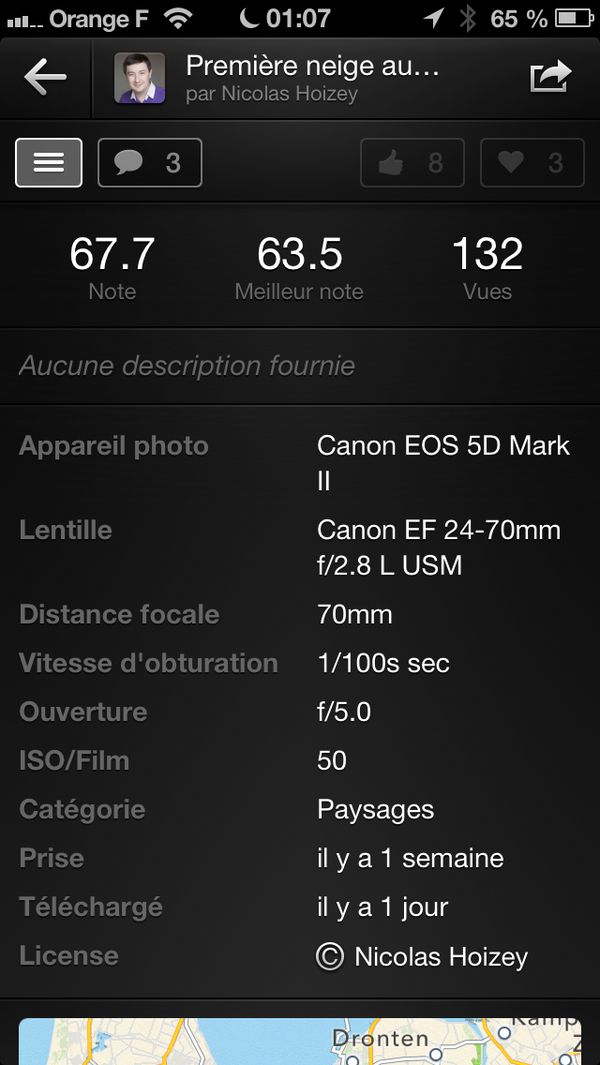 Orange F 01:07 65 %
Première neige au...
par Nicolas Hoizey
3 8 3
67.7 63.5 132
Note Meilleur note Vues
Aucune description fournie
Appareil photo Canon EOS 5D Mark
II
Lentille Canon EF 24-70mm
f/2.8 L USM
Distance focale 70mm
Vitesse d'obturation 1/100s sec
Ouverture f/5.0
ISO/Film 50
Catégorie Paysages
Prise il y a 1 semaine
Téléchargé il y a 1 jour
License © Nicolas Hoizey
Dronten